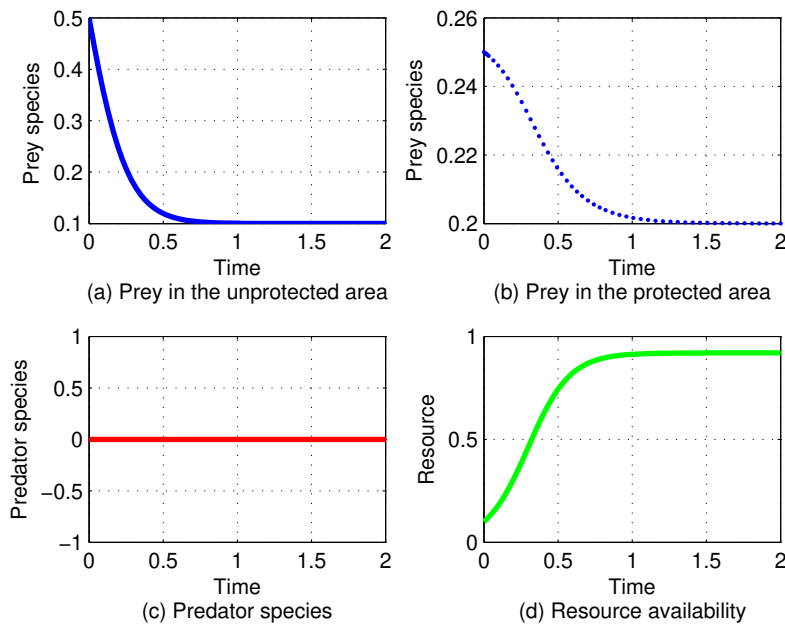 0.5
0.4
0.3
0.2
0.1
0 0.5 1 1.5 2
Prey species
Time
(a) Prey in the unprotected area
0.26
0.24
0.22
0.2
0 0.5 1 1.5 2
Prey species
Time
(b) Prey in the protected area
1
0.5
0
−0.5
−1
0 0.5 1 1.5 2
Predator species
Time
(c) Predator species
1
0.5
0
0 0.5 1 1.5 2
Resource
Time
(d) Resource availability